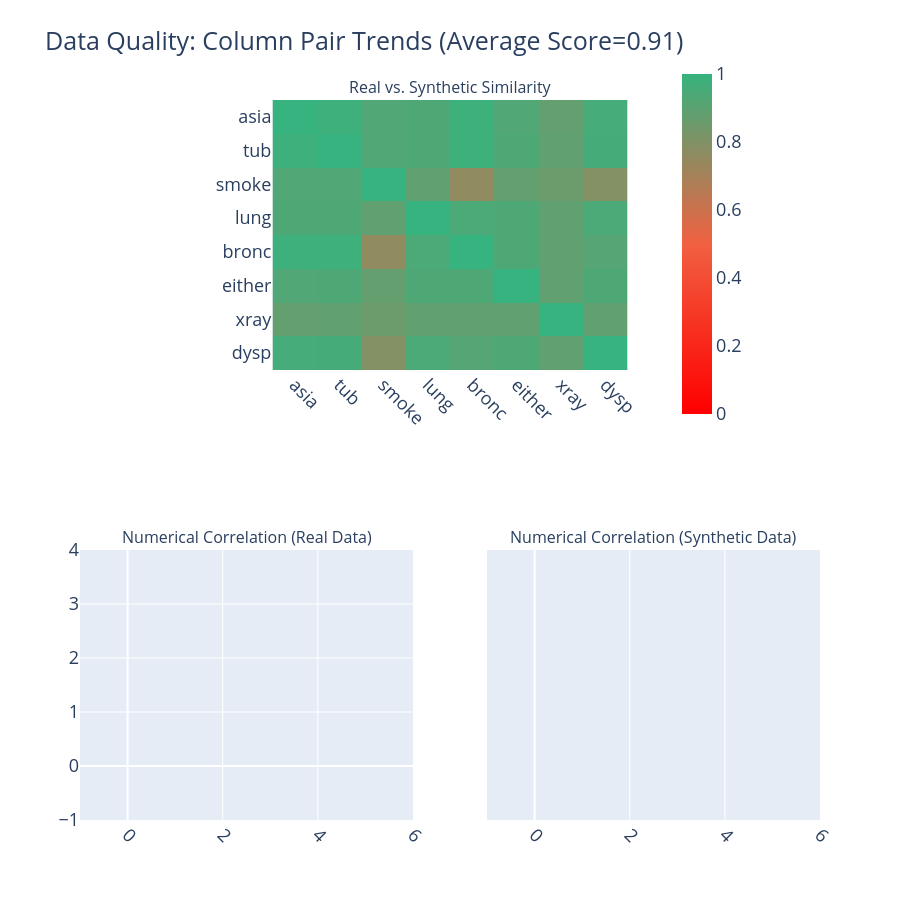 Data Quality: Column Pair Trends (Average Score=0.91)
Real vs. Synthetic Similarity
asia
tub
smoke
lung
bronc
either
xray
dysp
asia
tub
smoke
lung
bronc
either
xray
dysp
1
0.8
0.6
0.4
0.2
0
Numerical Correlation (Real Data)
4
3
2
1
0
−1
0
2
4
6
Numerical Correlation (Synthetic Data)
0
2
4
6